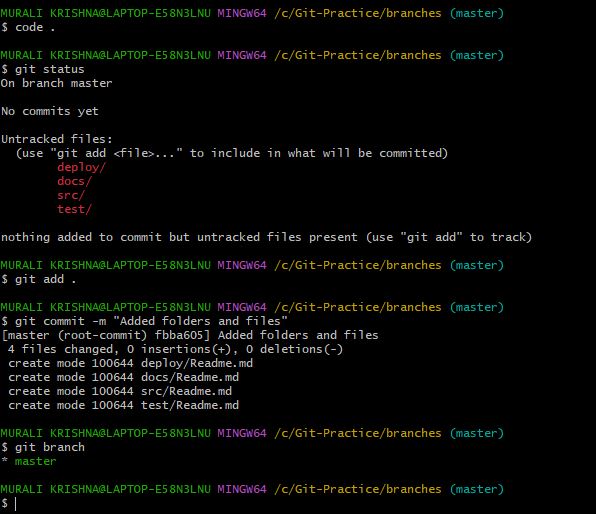 MURALI KRISHNA@LAPTOP-E58N3LNU MINGW64 /c/Git-Practice/branches (master)
$ code .
MURALI KRISHNA@LAPTOP-E58N3LNU MINGW64 /c/Git-Practice/branches (master)
$ git status
On branch master
No commits yet
Untracked files:
  (use "git add <file>..." to include in what will be committed)
        deploy/
        docs/
        src/
        test/
nothing added to commit but untracked files present (use "git add" to track)
MURALI KRISHNA@LAPTOP-E58N3LNU MINGW64 /c/Git-Practice/branches (master)
$ git add .
MURALI KRISHNA@LAPTOP-E58N3LNU MINGW64 /c/Git-Practice/branches (master)
$ git commit -m "Added folders and files"
[master (root-commit) fbba605] Added folders and files
 4 files changed, 0 insertions(+), 0 deletions(-)
 create mode 100644 deploy/Readme.md
 create mode 100644 docs/Readme.md
 create mode 100644 src/Readme.md
 create mode 100644 test/Readme.md
MURALI KRISHNA@LAPTOP-E58N3LNU MINGW64 /c/Git-Practice/branches (master)
$ git branch
* master
MURALI KRISHNA@LAPTOP-E58N3LNU MINGW64 /c/Git-Practice/branches (master)
$